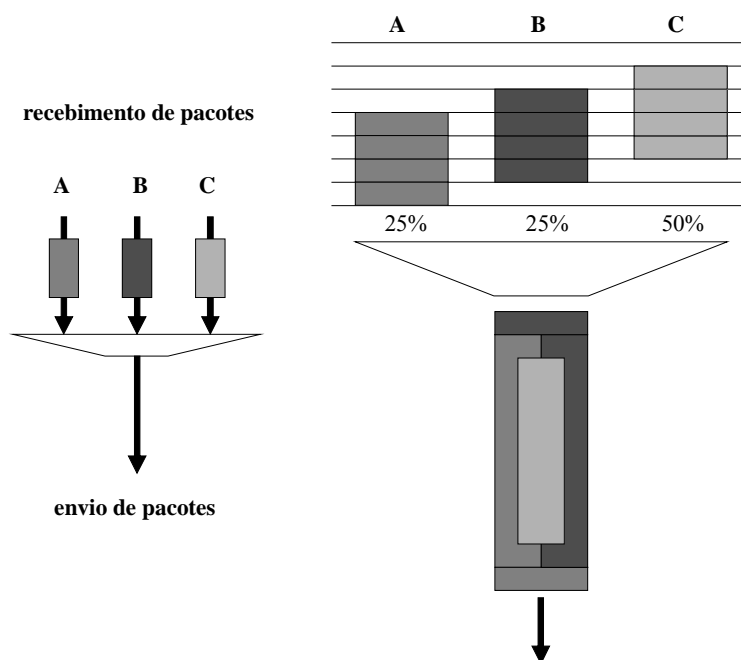 recebimento de pacotes
A B C
envio de pacotes
A B C
25% 25% 50%